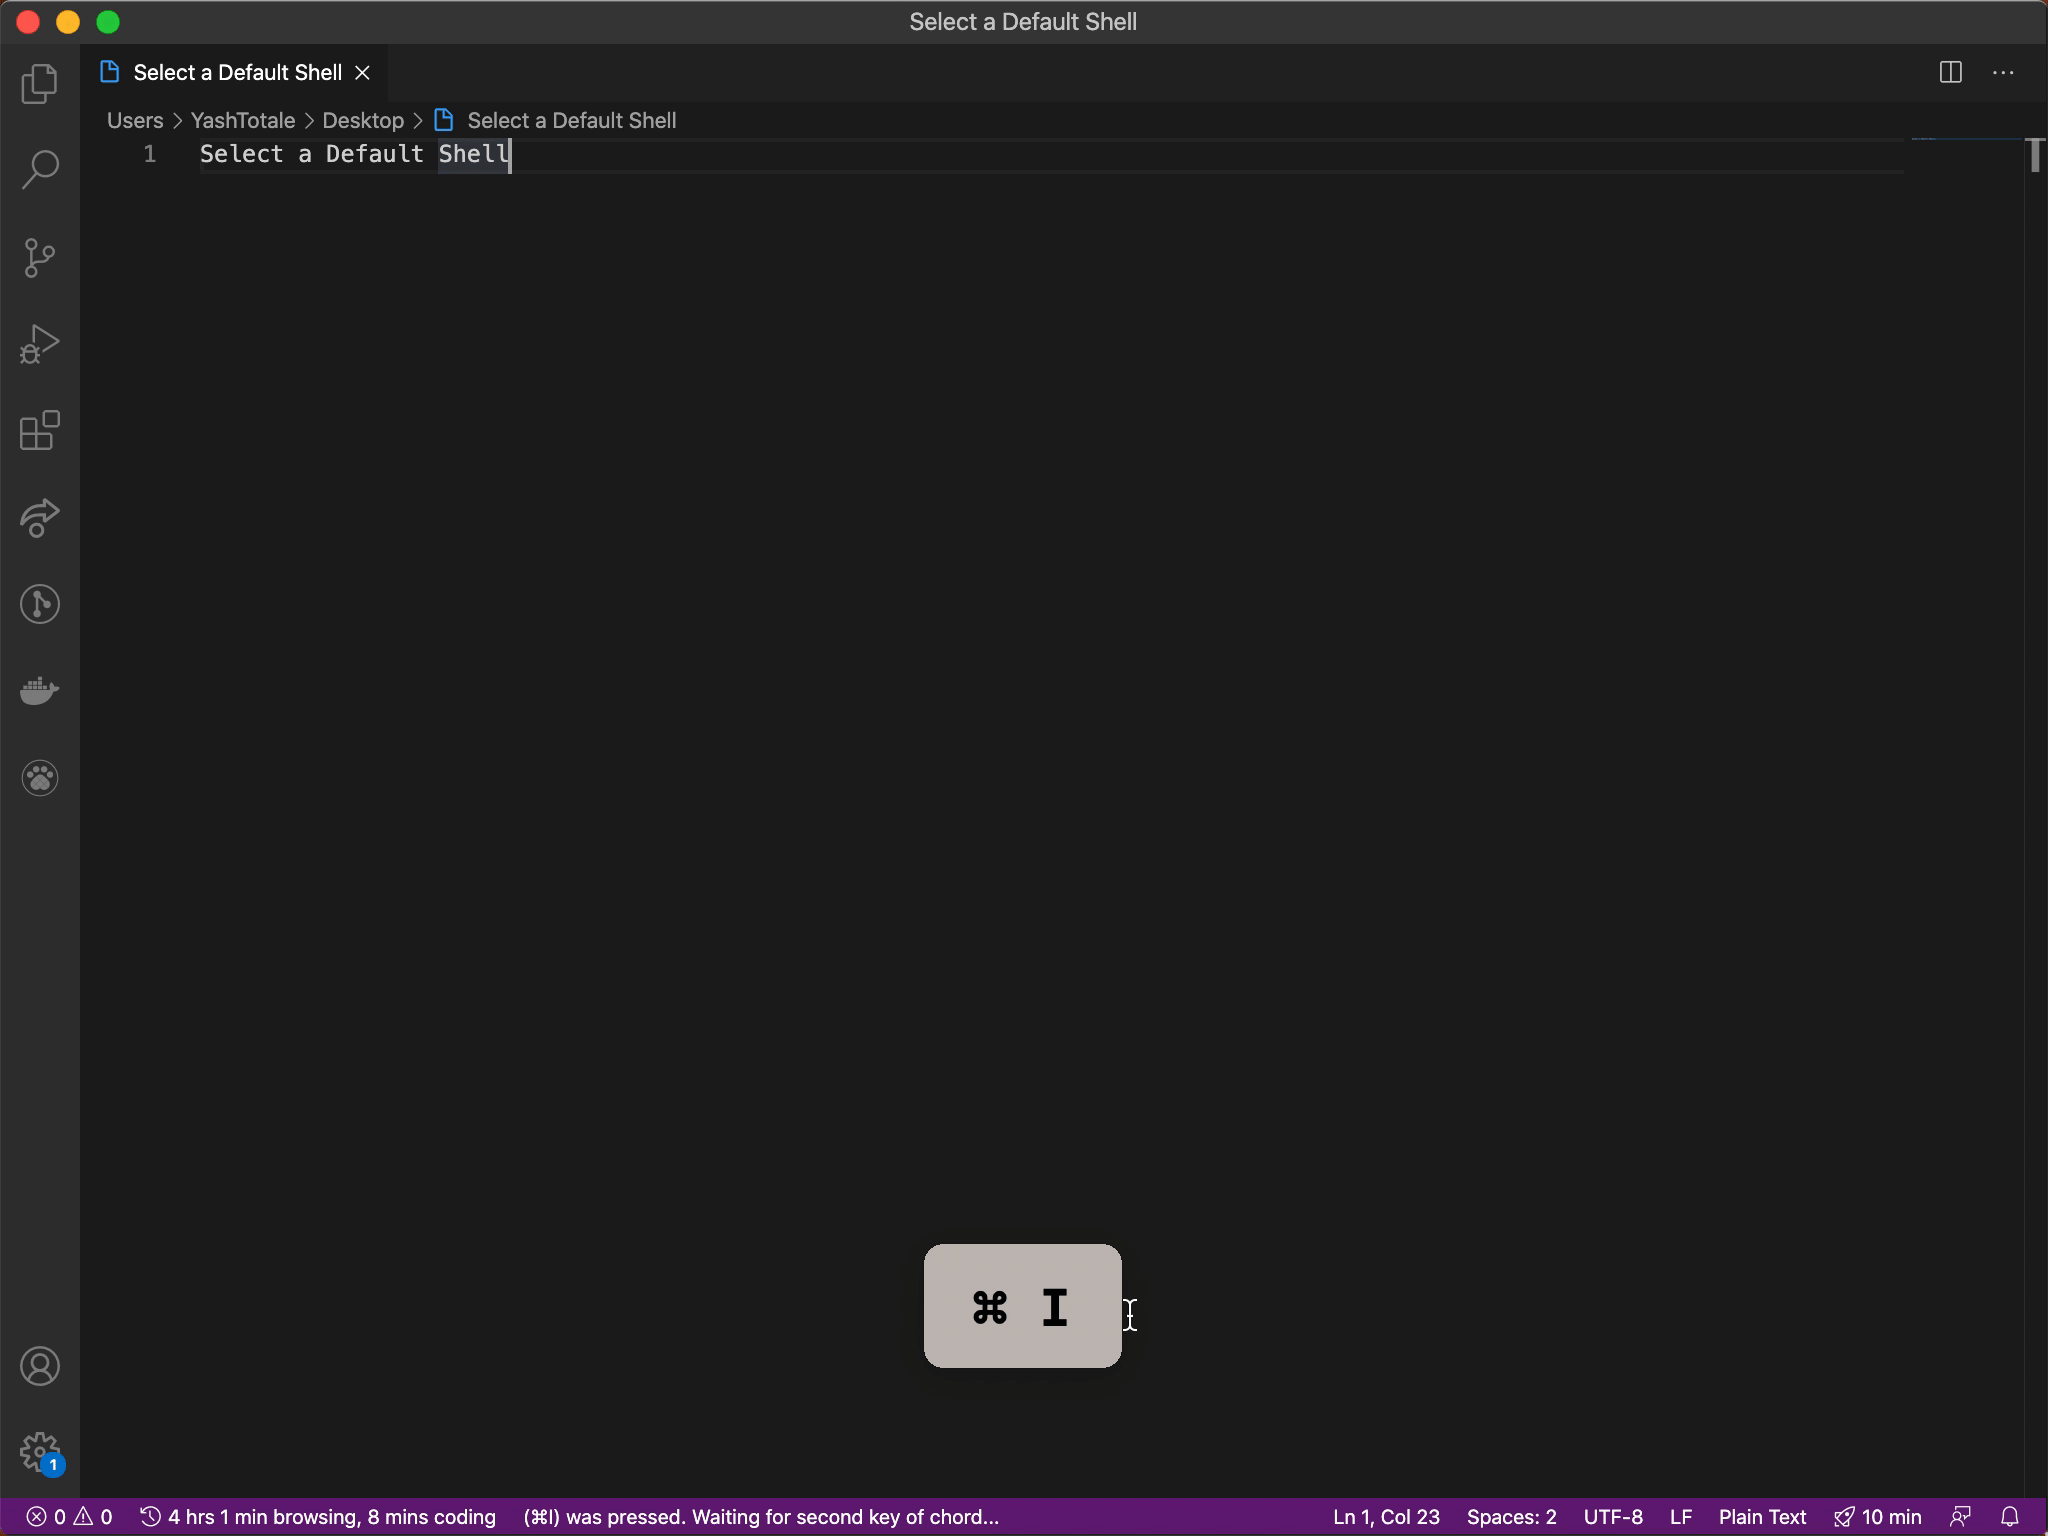 Select a Default Shell
Select a Default Shell
Users > YashTotale > Desktop > Select a Default Shell
1 Select a Default Shell
⌘ I
1
0 0 4 hrs 1 min browsing, 8 mins coding (⌘I) was pressed. Waiting for second key of chord... Ln 1, Col 23 Spaces: 2 UTF-8 LF Plain Text 10 min